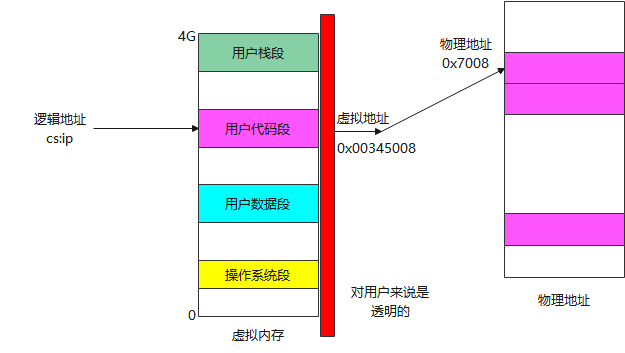 4G
用户栈段
逻辑地址
cs:ip
用户代码段
用户数据段
操作系统段
0
虚拟内存
虚拟地址
0x00345008
对用户来说是
透明的
物理地址
0x7008
物理地址